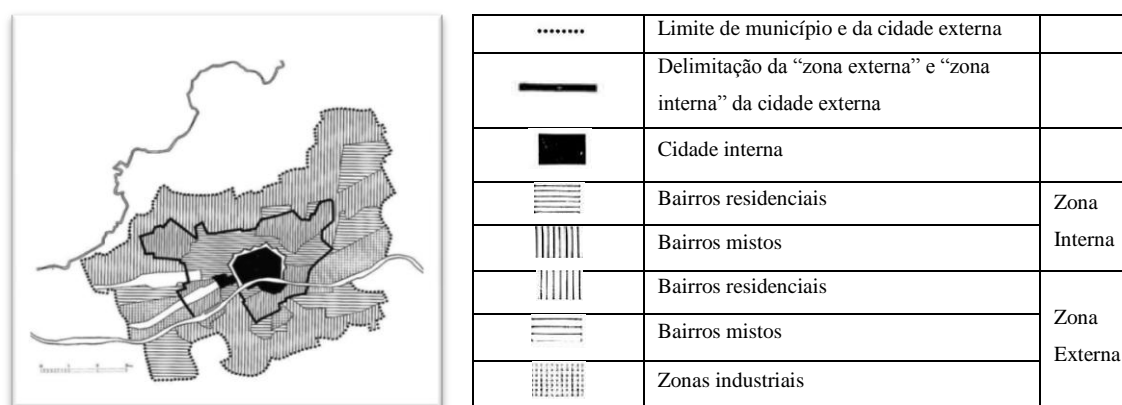 Limite de município e da cidade externa
Delimitação da “zona externa” e “zona
interna” da cidade externa
Cidade interna
Bairros residenciais
Zona
Interna
Bairros mistos
Bairros residenciais
Zona
Externa
Bairros mistos
Zonas industriais